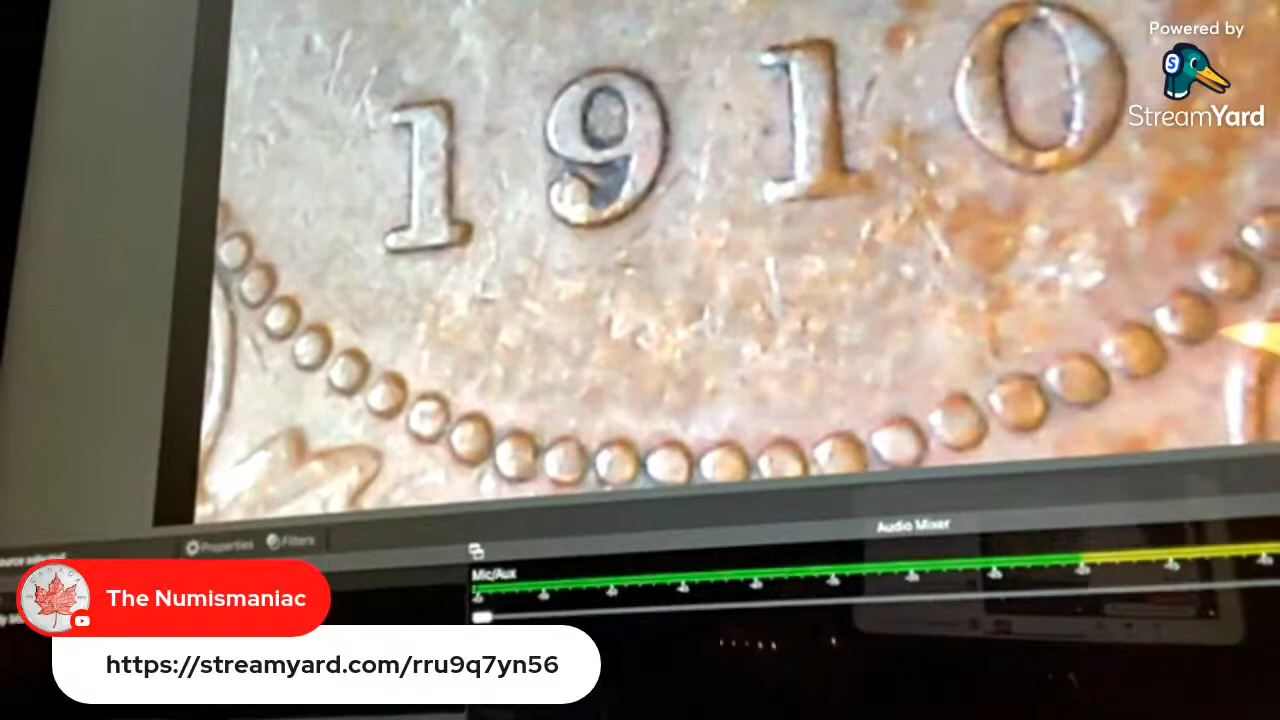 1910
Powered by
S
StreamYard
Properties
Filters
Audio Mixer
Mic/Aux
The Numismaniac
https://streamyard.com/rru9q7yn56